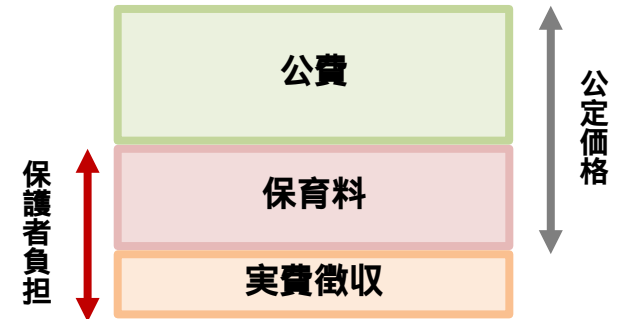 公費
保育料
実費徴収
保護者負担
公定価格